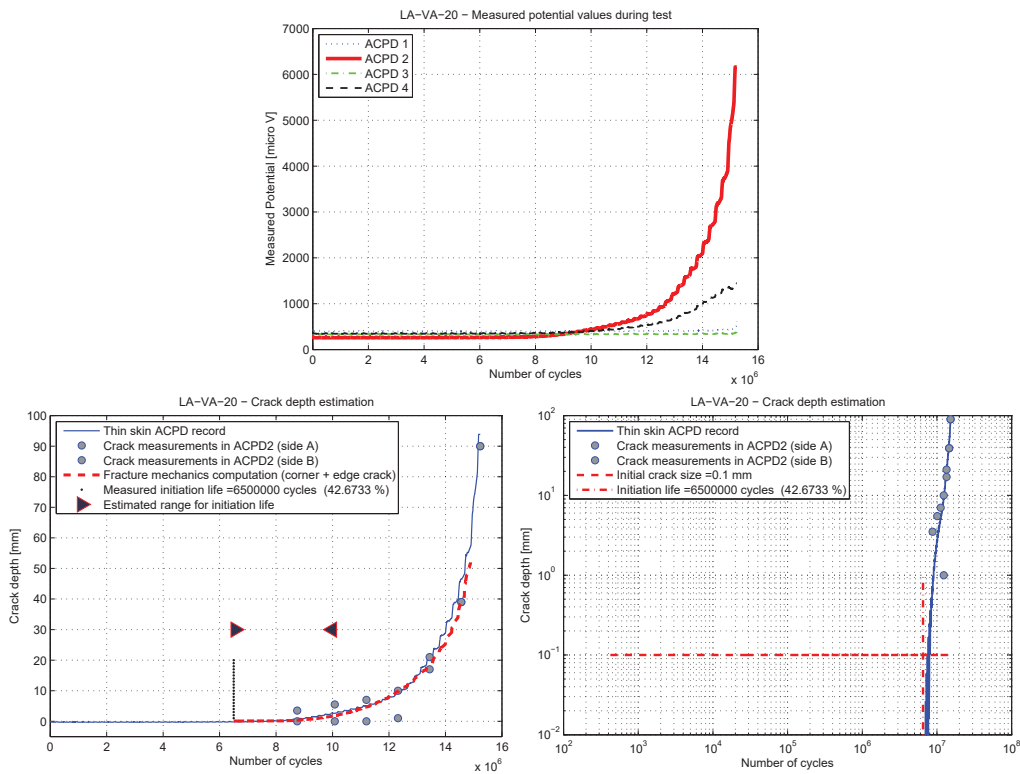 LA−VA−20 − Measured potential values during test
7000
6000
5000
4000
3000
2000
1000
0
Measured Potential [micro V]
ACPD 1
ACPD 2
ACPD 3
ACPD 4
0 2 4 6 8 10 12 14 16
x 10^6
Number of cycles
LA−VA−20 − Crack depth estimation
100
90
80
70
60
50
40
30
20
10
0
Crack depth [mm]
Thin skin ACPD record
Crack measurements in ACPD2 (side A)
Crack measurements in ACPD2 (side B)
Fracture mechanics computation (corner + edge crack)
Measured initiation life =6500000 cycles (42.6733 %)
Estimated range for initiation life
0 2 4 6 8 10 12 14 16
x 10^6
Number of cycles
LA−VA−20 − Crack depth estimation
10^2
10^1
10^0
10^−1
10^−2
Crack depth [mm]
Thin skin ACPD record
Crack measurements in ACPD2 (side A)
Crack measurements in ACPD2 (side B)
Initial crack size =0.1 mm
Initiation life =6500000 cycles (42.6733 %)
10^2 10^3 10^4 10^5 10^6 10^7 10^8
Number of cycles